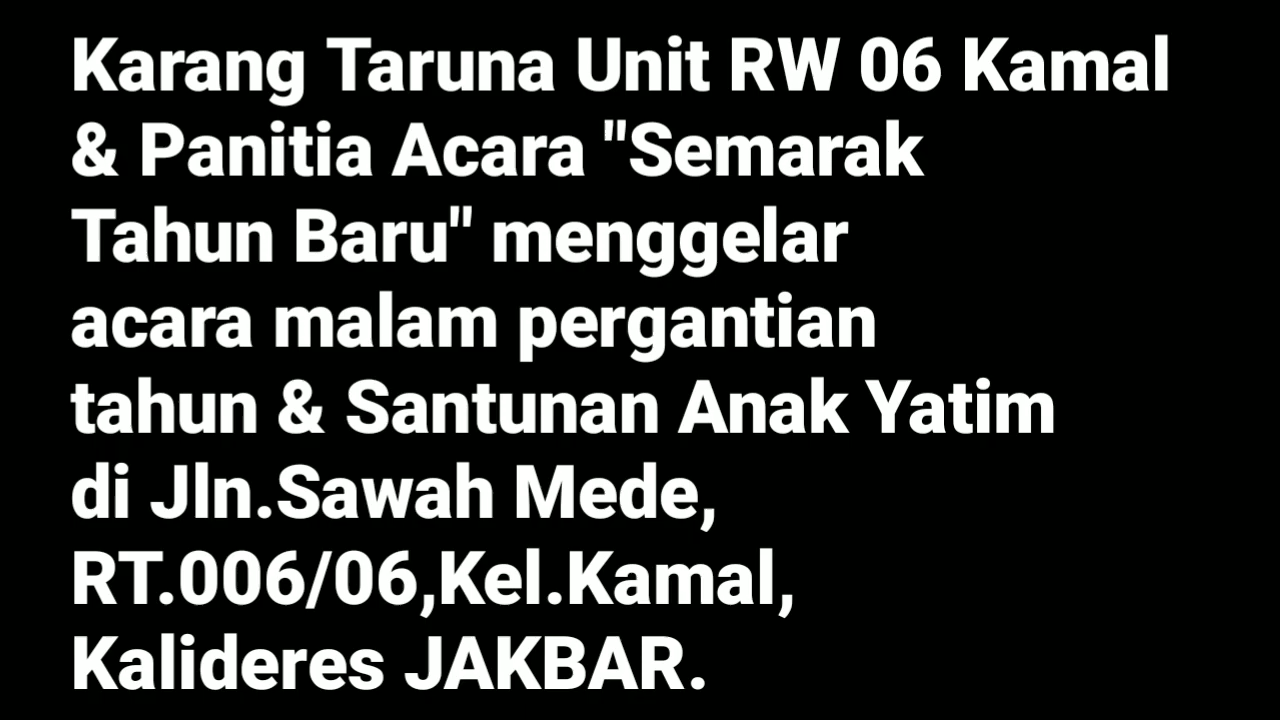 Karang Taruna Unit RW 06 Kamal
& Panitia Acara "Semarak
Tahun Baru" menggelar
acara malam pergantian
tahun & Santunan Anak Yatim
di Jln.Sawah Mede,
RT.006/06,Kel.Kamal,
Kalideres JAKBAR.